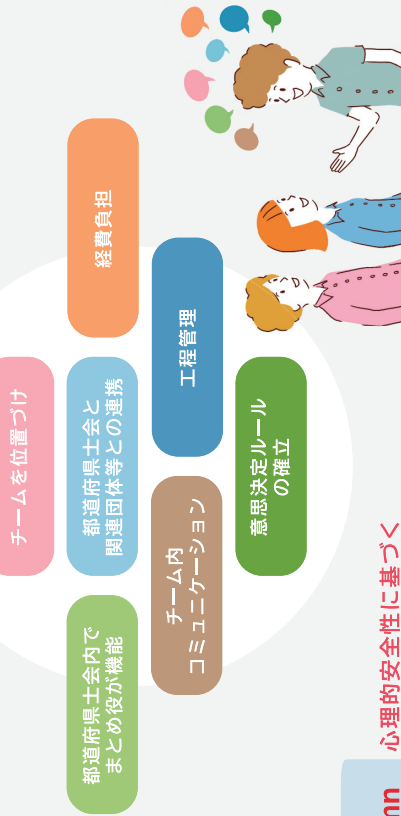 チームを位置づけ
都道府県士会内で
まとめ役が機能
都道府県士会と
関連団体等との連携
経費負担
チーム内
コミュニケーション
工程管理
意思決定ルール
の確立
心理的安全性に基づく